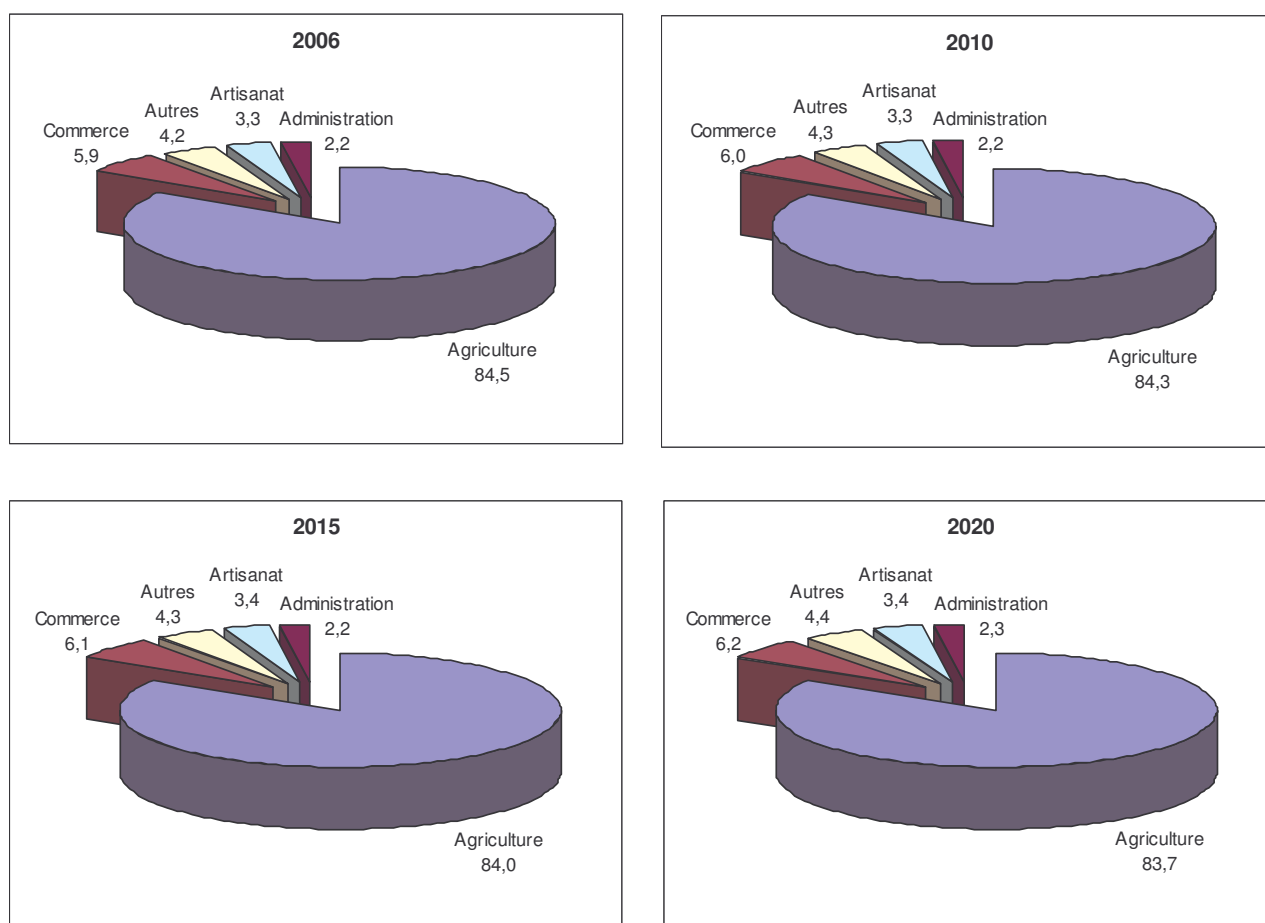 2006
Artisanat
3,3
Autres
4,2
Administration
2,2
Commerce
5,9
Agriculture
84,5
2010
Artisanat
3,3
Autres
4,3
Administration
2,2
Commerce
6,0
Agriculture
84,3
2015
Artisanat
3,4
Autres
4,3
Administration
2,2
Commerce
6,1
Agriculture
84,0
2020
Artisanat
3,4
Autres
4,4
Administration
2,3
Commerce
6,2
Agriculture
83,7